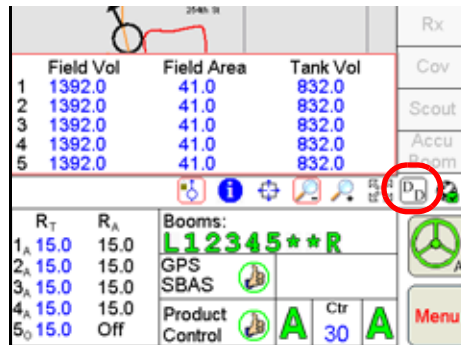 254th St
Rx
Field Vol Field Area Tank Vol
Cov
1 1392.0 41.0 832.0
2 1392.0 41.0 832.0
Scout
3 1392.0 41.0 832.0
4 1392.0 41.0 832.0
Accu
Boom
5 1392.0 41.0 832.0
DD
RT RA
Booms:
L12345**R
1A 15.0 15.0
2A 15.0 15.0
GPS
SBAS
3A 15.0 15.0
A
4A 15.0 15.0
Product
Control
A Ctr A
30
Menu
5O 15.0 Off